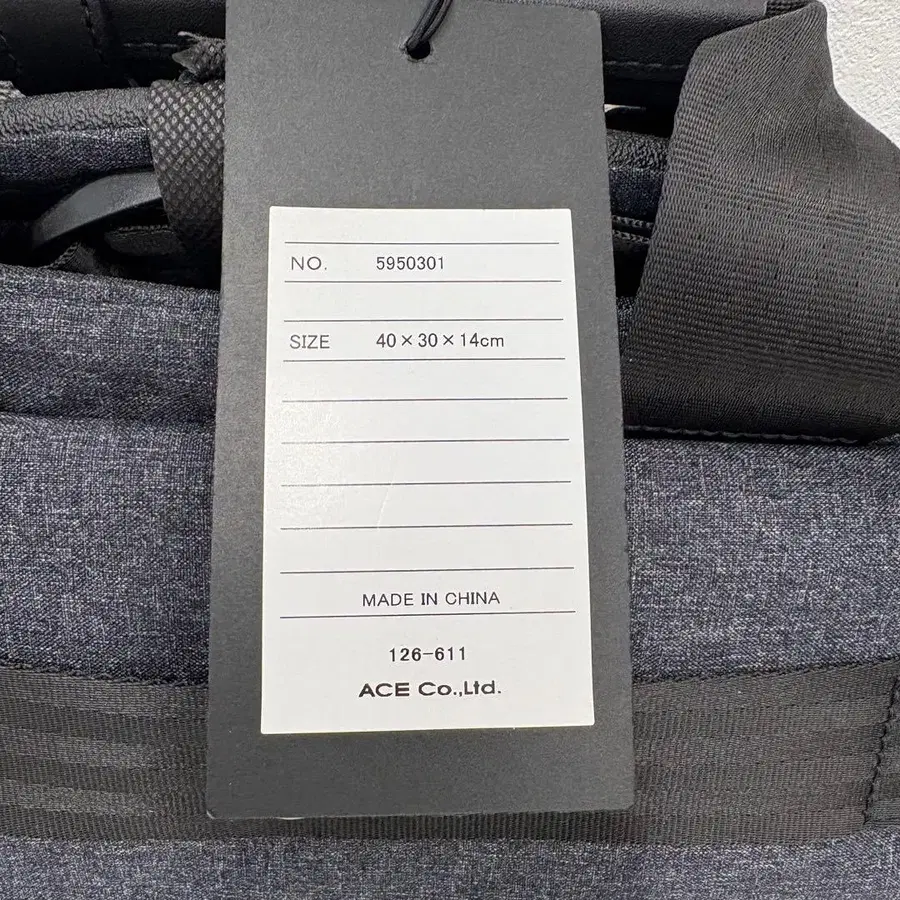 NO. 5950301
SIZE 40×30×14cm
MADE IN CHINA
126-611
ACE Co.,Ltd.